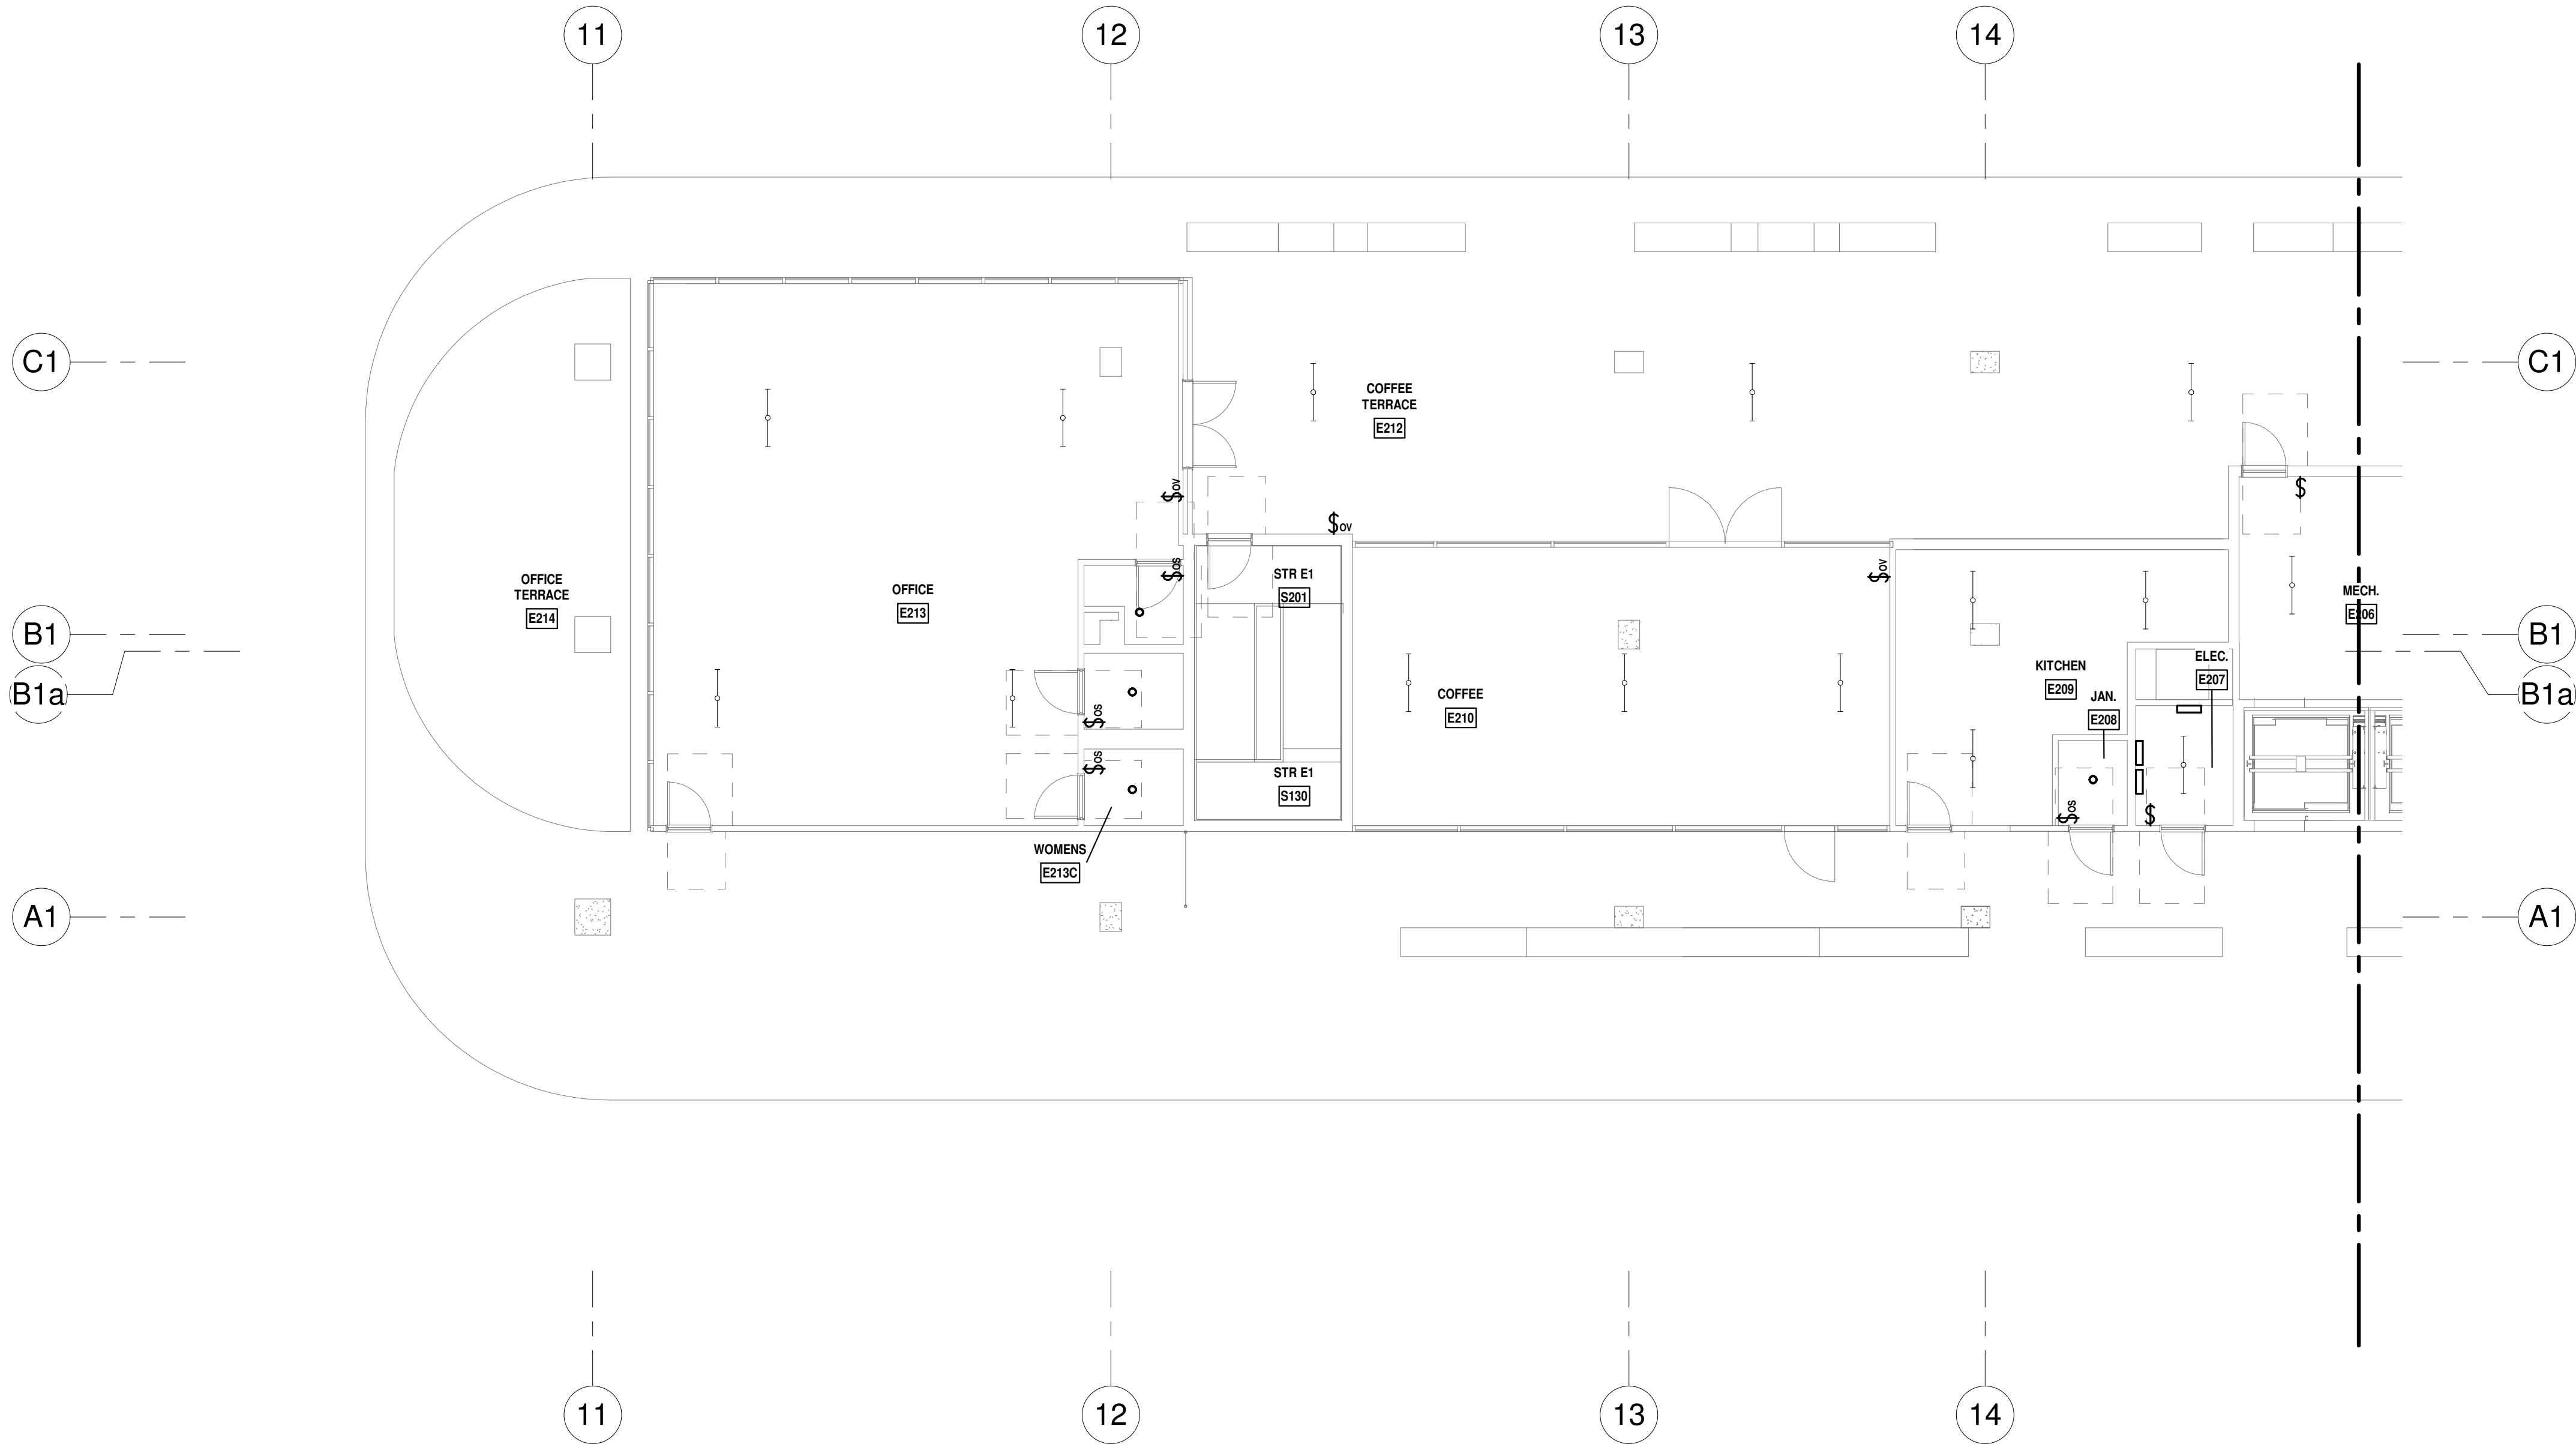 11
12
13
14
C1
C1
COFFEE
TERRACE
E212
$OV
$
$OV
$OV
$OS
STR E1
S201
OFFICE
TERRACE
E214
OFFICE
E213
MECH.
E206
B1
B1
B1a
B1a
KITCHEN
E209
ELEC.
E207
COFFEE
E210
JAN.
E208
$OS
$OS
STR E1
S130
$OS
$
WOMENS
E213C
A1
A1
11
12
13
14